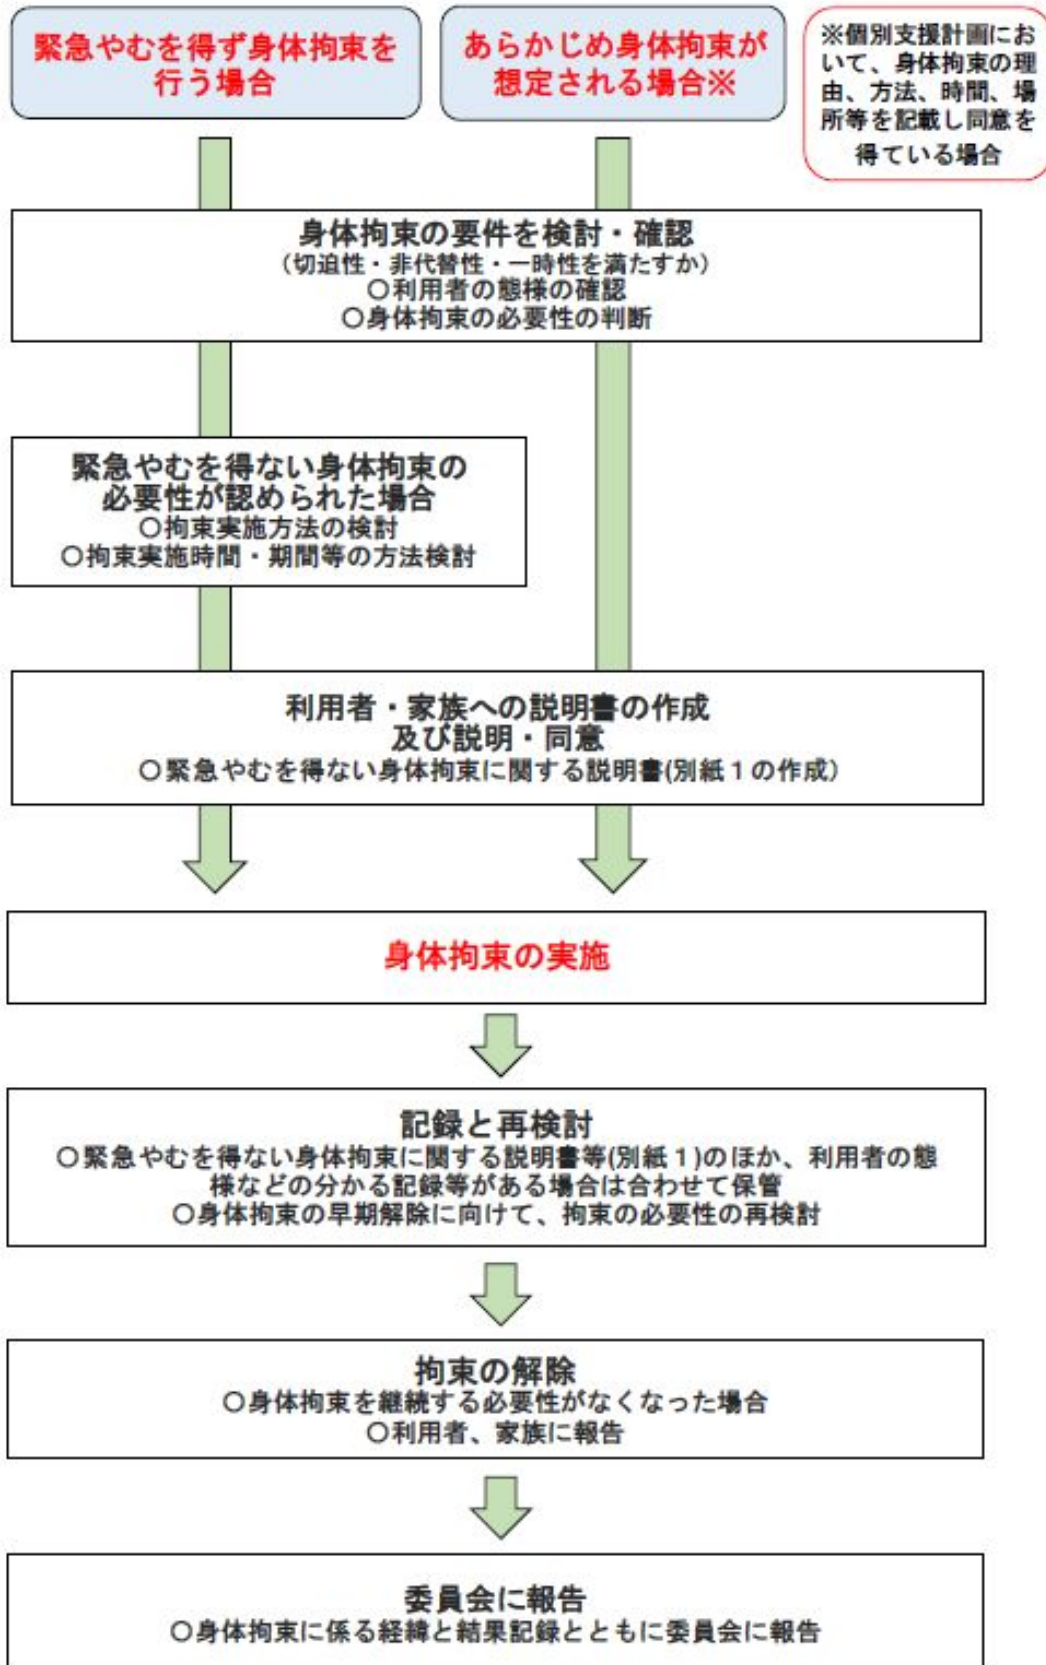 緊急やむを得ず身体拘束を
行う場合
あらかじめ身体拘束が
想定される場合※
※個別支援計画にお
いて、身体拘束の理
由、方法、時間、場
所等を記載し同意を
得ている場合
身体拘束の要件を検討・確認
（切迫性・非代替性・一時性を満たすか）
○利用者の態様の確認
○身体拘束の必要性の判断
緊急やむを得ない身体拘束の
必要性が認められた場合
○拘束実施方法の検討
○拘束実施時間・期間等の方法検討
利用者・家族への説明書の作成
及び説明・同意
○緊急やむを得ない身体拘束に関する説明書(別紙１の作成）
身体拘束の実施
記録と再検討
○緊急やむを得ない身体拘束に関する説明書等(別紙１)のほか、利用者の態
様などの分かる記録等がある場合は合わせて保管
○身体拘束の早期解除に向けて、拘束の必要性の再検討
拘束の解除
○身体拘束を継続する必要性がなくなった場合
○利用者、家族に報告
委員会に報告
○身体拘束に係る経緯と結果記録とともに委員会に報告